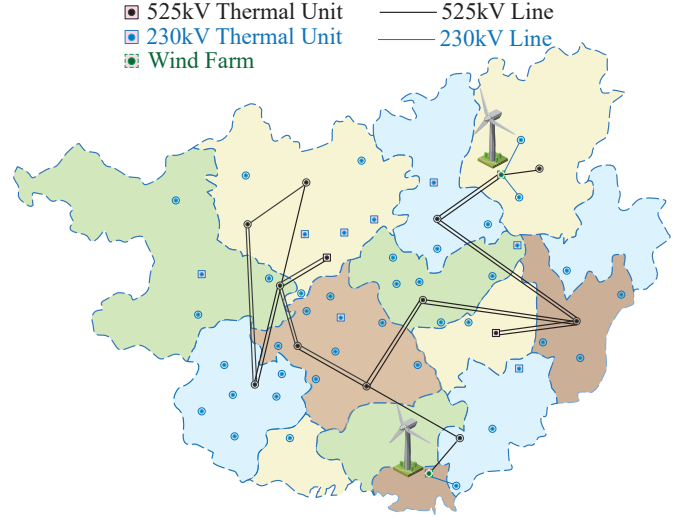 525kV Thermal Unit
525kV Line
230kV Thermal Unit
230kV Line
Wind Farm